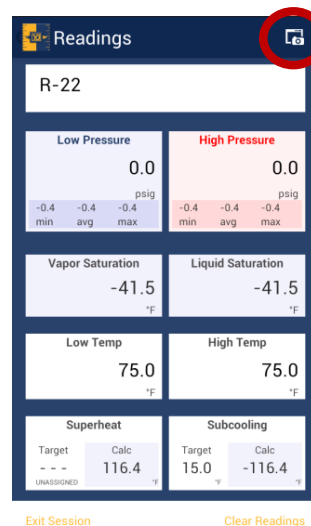 Readings
R-22
Low Pressure High Pressure
0.0 0.0
psig psig
-0.4 -0.4 -0.4 -0.4 -0.4 -0.4
min avg max min avg max
Vapor Saturation Liquid Saturation
-41.5 -41.5
°F °F
Low Temp High Temp
75.0 75.0
°F °F
Superheat Subcooling
Target Calc Target Calc
- - - 116.4 15.0 -116.4
UNASSIGNED °F °F °F
Exit Session Clear Readings